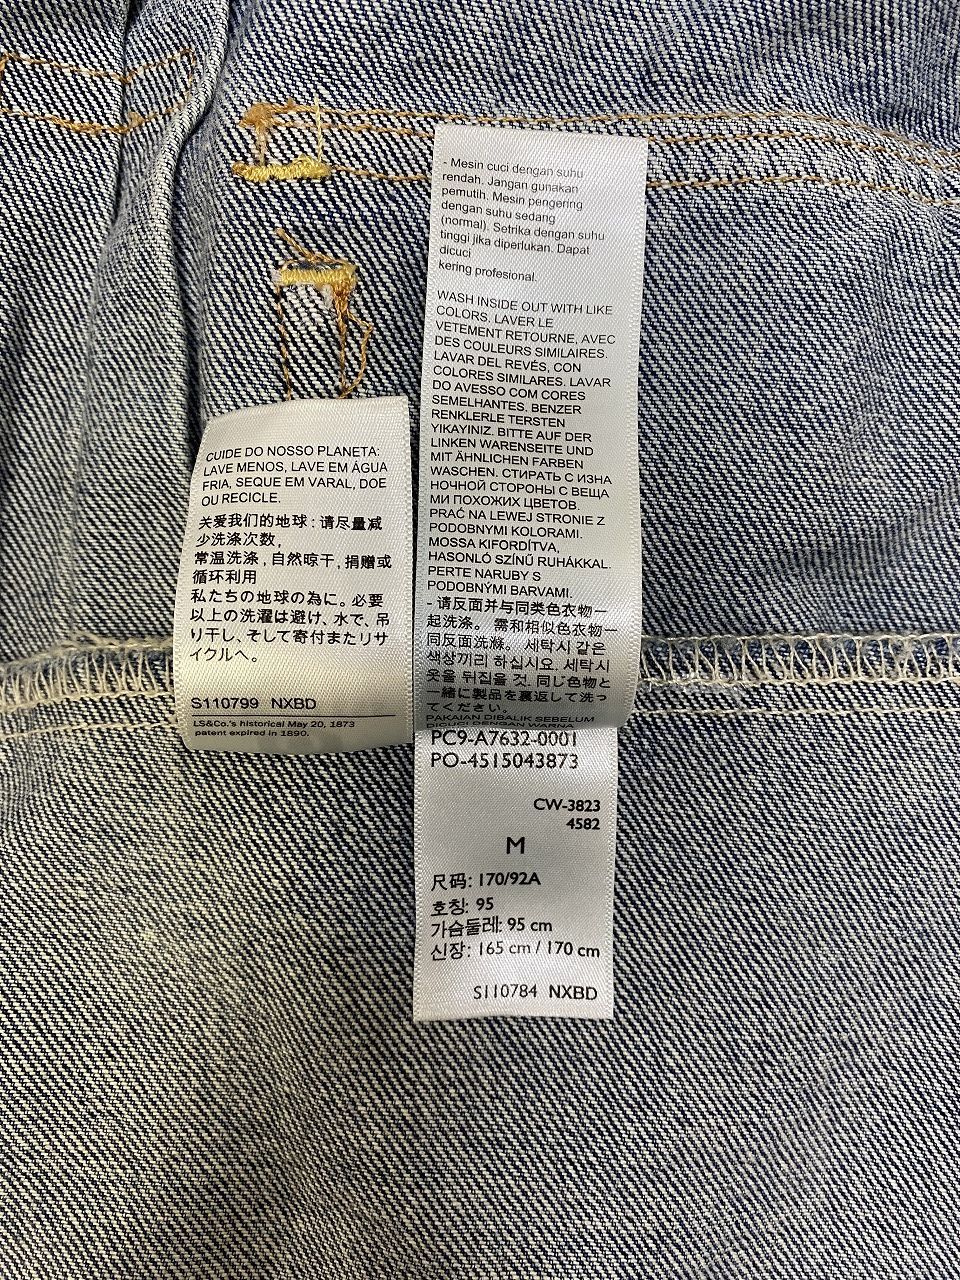 - Mesin cuci dengan suhu
rendah. Jangan gunakan
pemutih. Mesin pengering
dengan suhu sedang
(normal). Setrika dengan suhu
tinggi jika diperlukan. Dapat
dicuci
kering profesional.
WASH INSIDE OUT WITH LIKE
COLORS. LAVER LE
VETEMENT RETOURNE, AVEC
DES COULEURS SIMILAIRES.
LAVAR DEL REVÉS, CON
COLORES SIMILARES. LAVAR
DO AVESSO COM CORES
SEMELHANTES. BENZER
RENKLERLE TERSTEN
YIKAYINIZ. BITTE AUF DER
LINKEN WARENSEITE UND
MIT ÄHNLICHEN FARBEN
WASCHEN. СТИРАТЬ С ИЗНА
НОЧНОЙ СТОРОНЫ С ВЕЩА
МИ ПОХОЖИХ ЦВЕТОВ.
PRAĆ NA LEWEJ STRONIE Z
PODOBNYMI KOLORAMI.
MOSSA KIFORDÍTVA,
HASONLÓ SZÍNŰ RUHÁKKAL.
PERTE NARUBY S
PODOBNÝMI BARVAMI.
- 请反面并与同类色衣物一
起洗涤。需和相似色衣物一
同反面洗滌。세탁시 같은
색상끼리 하십시요. 세탁시
옷을 뒤집을 것. 同じ色物と
一緒に製品を裏返して洗っ
てください。
PAKAIAN DIBALIK SEBELUM
DICUCI DENGAN WARNA
PC9-A7632-0001
PO-4515043873
CW-3823
4582
M
尺码: 170/92A
호칭: 95
가슴둘레: 95 cm
신장: 165 cm / 170 cm
S110784 NXBD
CUIDE DO NOSSO PLANETA:
LAVE MENOS, LAVE EM ÁGUA
FRIA, SEQUE EM VARAL, DOE
OU RECICLE.
关爱我们的地球：请尽量减
少洗涤次数，
常温洗涤，自然晾干，捐赠或
循环利用
私たちの地球の為に。必要
以上の洗濯は避け、水で、吊
り干し、そして寄付またリサ
イクルへ。
S110799 NXBD
LS&Co.'s historical May 20, 1873
patent expired in 1890.